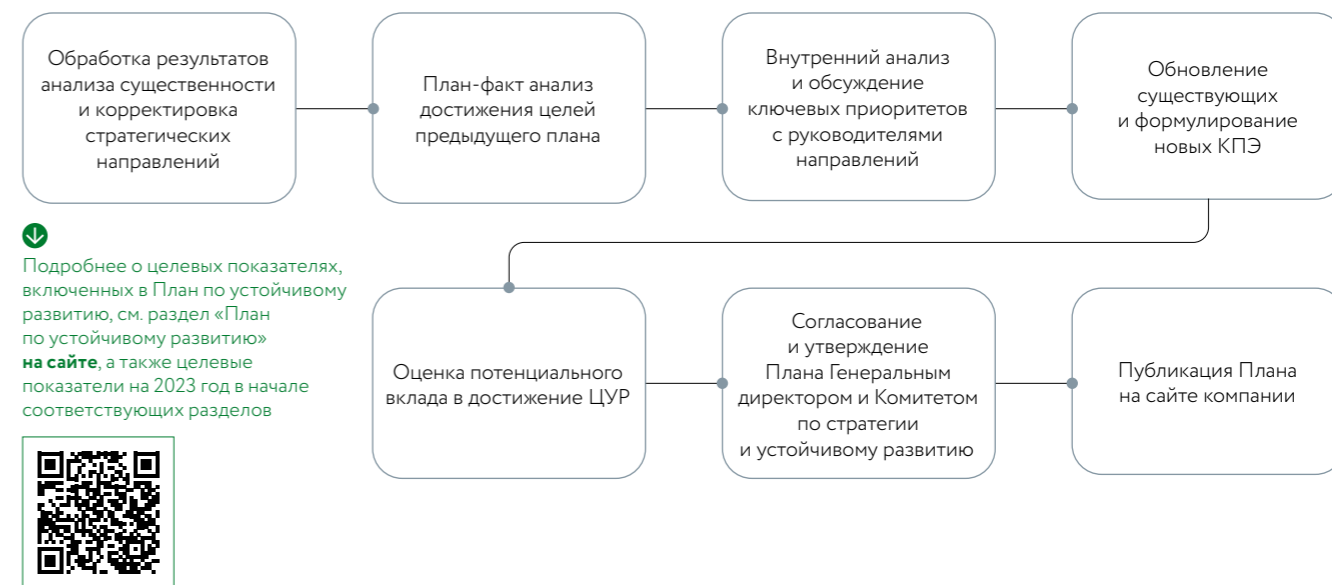 Обработка результатов
анализа существенности
и корректировка
стратегических
направлений
План-факт анализ
достижения целей
предыдущего плана
Внутренний анализ
и обсуждение
ключевых приоритетов
с руководителями
направлений
Обновление
существующих
и формулирование
новых КПЭ
Подробнее о целевых показателях,
включенных в План по устойчивому
развитию, см. раздел «План
по устойчивому развитию»
на сайте, а также целевые
показатели на 2023 год в начале
соответствующих разделов
Оценка потенциального
вклада в достижение ЦУР
Согласование
и утверждение
Плана Генеральным
директором и Комитетом
по стратегии
и устойчивому развитию
Публикация Плана
на сайте компании